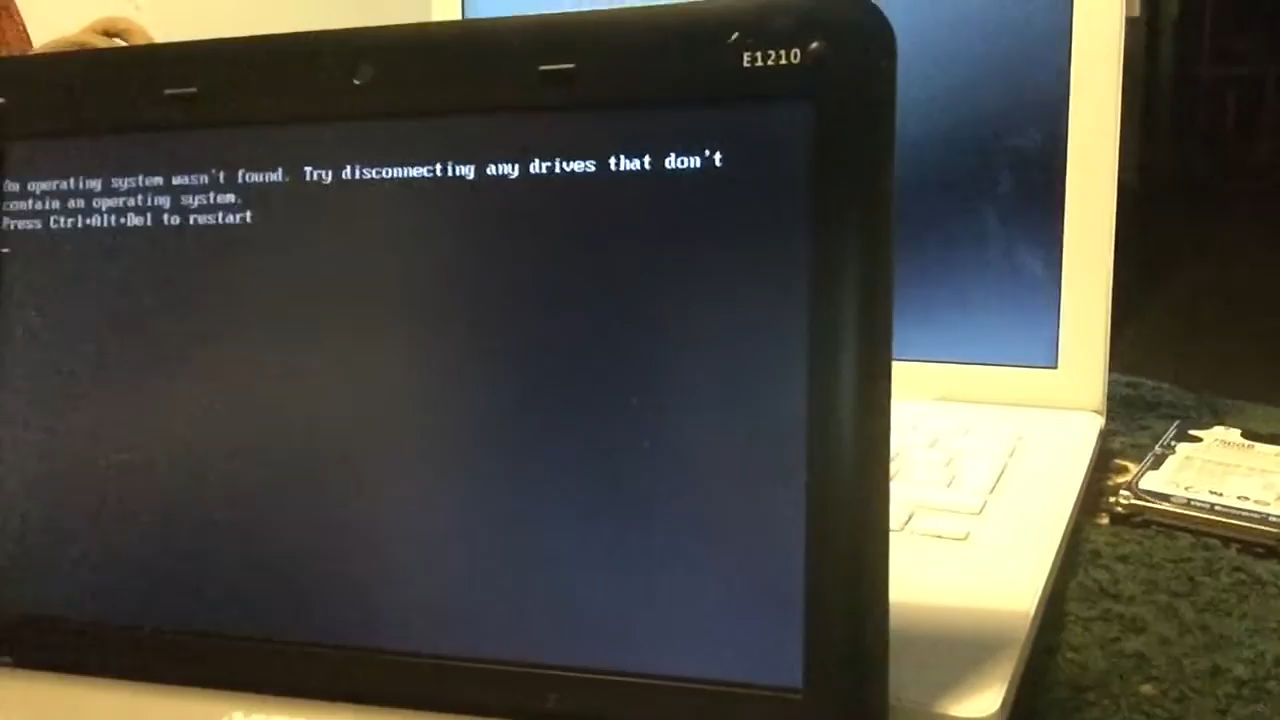 E1210
An operating system wasn't found. Try disconnecting any drives that don't
contain an operating system.
Press Ctrl+Alt+Del to restart
750GB